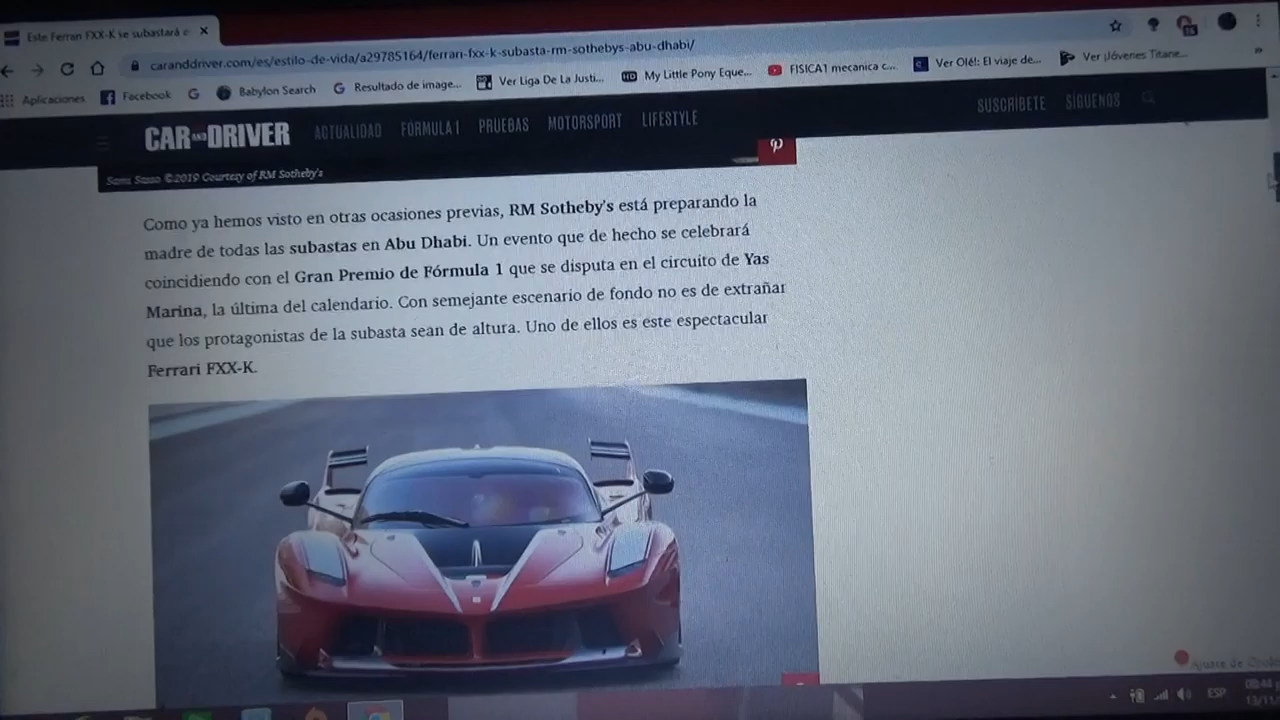 Este Ferrari FXX-K se subastará e
caranddriver.com/es/estilo-de-vida/a29785164/ferrari-fxx-k-subasta-rm-sothebys-abu-dhabi/
Aplicaciones Facebook Babylon Search Resultado de image... Ver Liga De La Justi... My Little Pony Eque... FISICA1 mecanica c... Ver Olé!: El viaje de... Ver ¡Jóvenes Titane...
CAR AND DRIVER ACTUALIDAD FÓRMULA 1 PRUEBAS MOTORSPORT LIFESTYLE SUSCRÍBETE SÍGUENOS
Sasso ©2019 Courtesy of RM Sotheby's
Como ya hemos visto en otras ocasiones previas, RM Sotheby's está preparando la
madre de todas las subastas en Abu Dhabi. Un evento que de hecho se celebrará
coincidiendo con el Gran Premio de Fórmula 1 que se disputa en el circuito de Yas
Marina, la última del calendario. Con semejante escenario de fondo no es de extrañar
que los protagonistas de la subasta sean de altura. Uno de ellos es este espectacular
Ferrari FXX-K.
Ajuste de
ESP
08:44